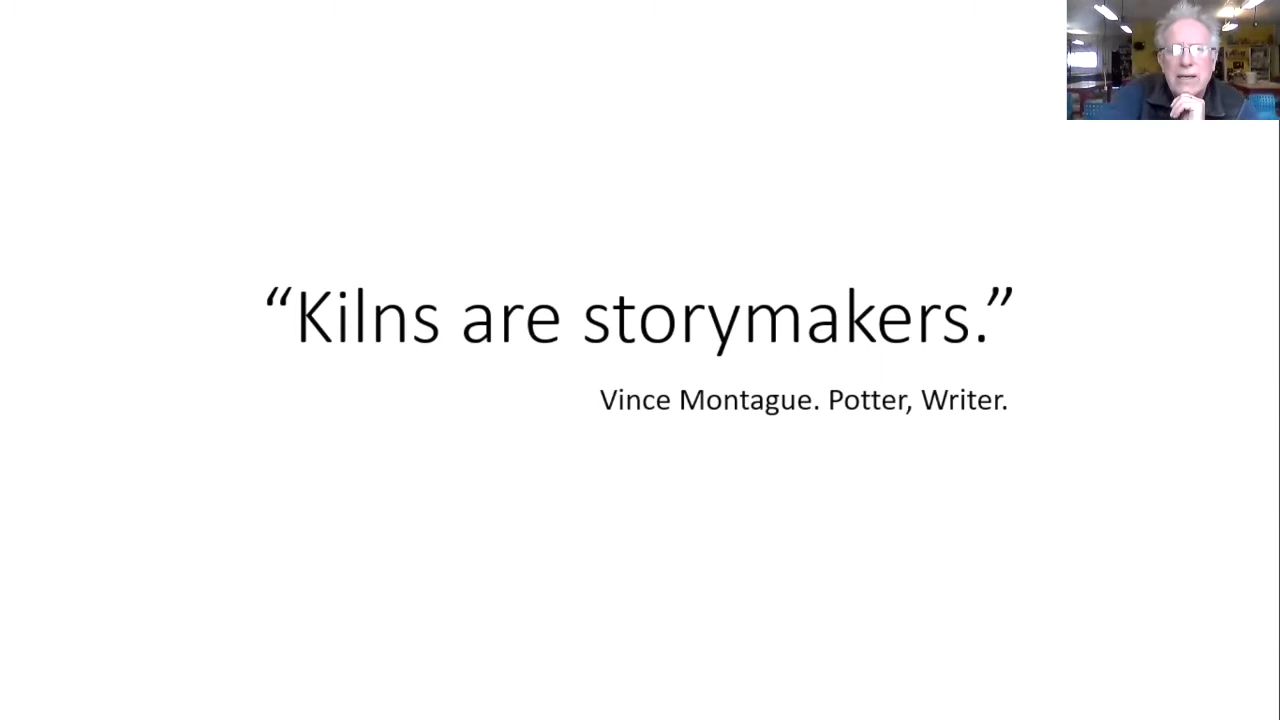 “Kilns are storymakers.”
Vince Montague. Potter, Writer.